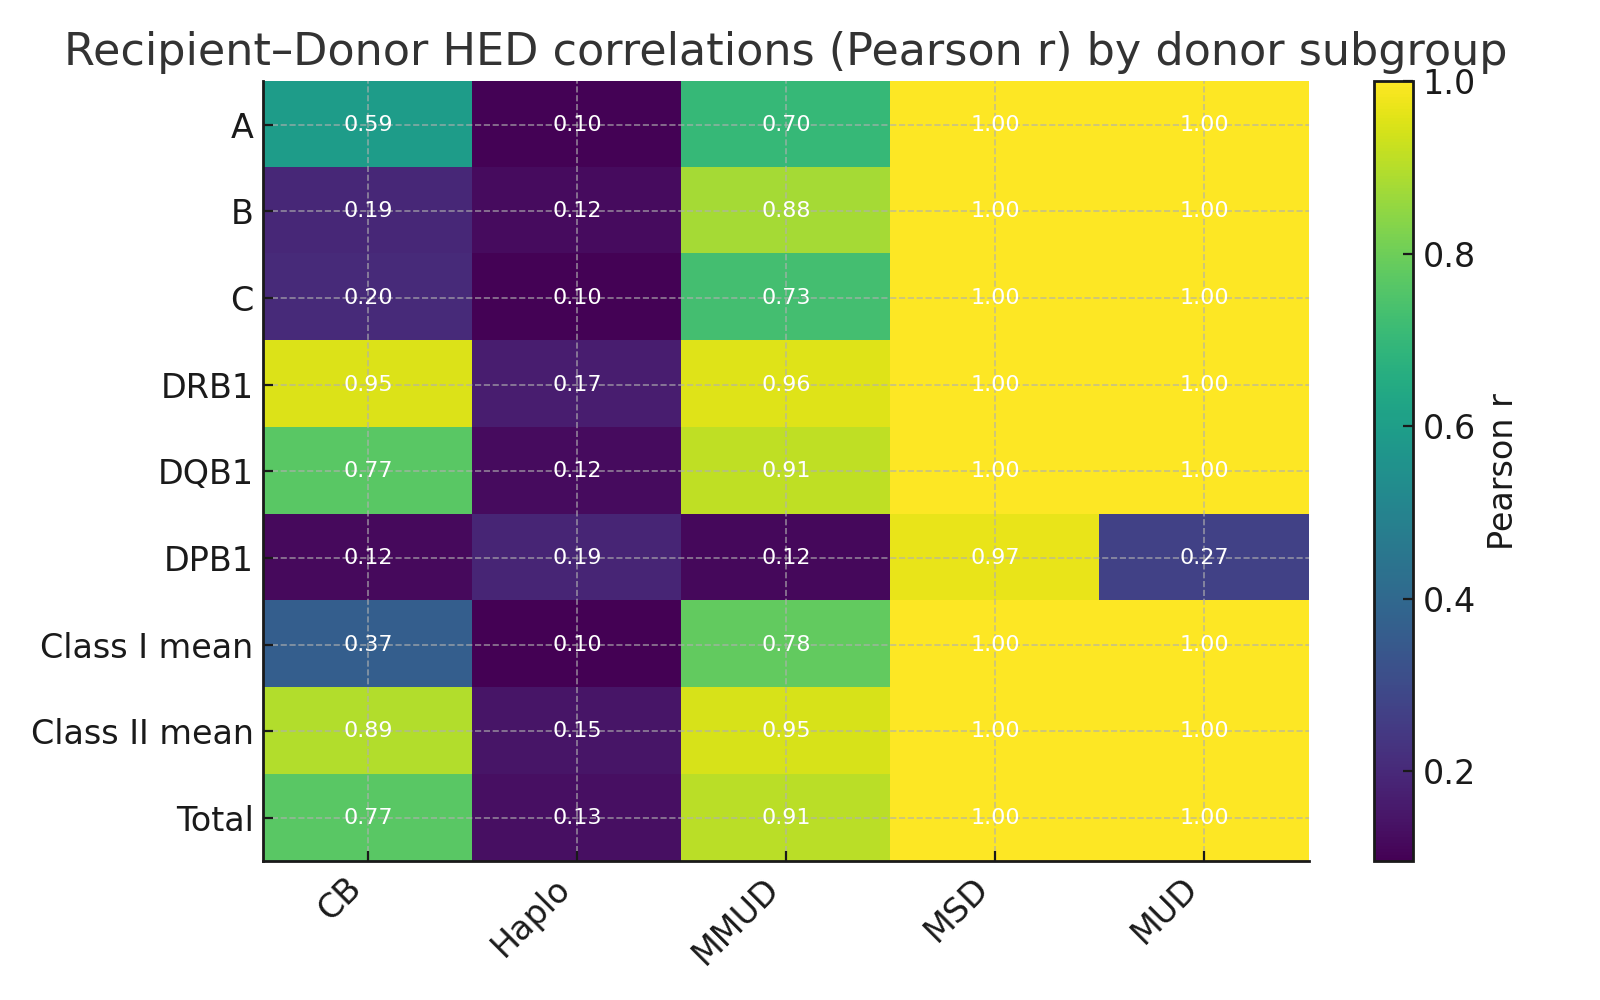 Recipient–Donor HED correlations (Pearson r) by donor subgroup
A 0.59 0.10 0.70 1.00 1.00
B 0.19 0.12 0.88 1.00 1.00
C 0.20 0.10 0.73 1.00 1.00
DRB1 0.95 0.17 0.96 1.00 1.00
DQB1 0.77 0.12 0.91 1.00 1.00
DPB1 0.12 0.19 0.12 0.97 0.27
Class I mean 0.37 0.10 0.78 1.00 1.00
Class II mean 0.89 0.15 0.95 1.00 1.00
Total 0.77 0.13 0.91 1.00 1.00
CB Haplo MMUD MSD MUD
1.0
0.8
0.6
0.4
0.2
Pearson r